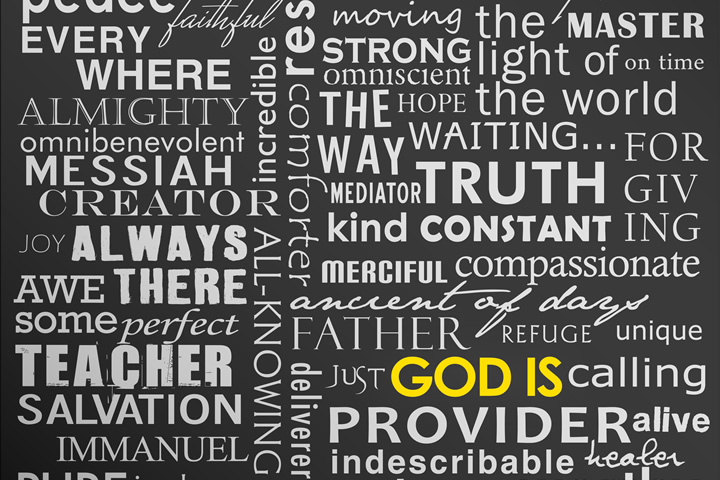 peace faithful
EVERY
WHERE
ALMIGHTY
omnibenevolent
MESSIAH
CREATOR
JOY ALWAYS
AWE THERE
some perfect
TEACHER
SALVATION
IMMANUEL
incredible
ALL-KNOWING
comforter
deliverer
moving
STRONG
omniscient
THE HOPE
WAY
the MASTER
light of on time
the world
WAITING...
MEDIATOR TRUTH
FOR
GIV
ING
kind CONSTANT
MERCIFUL compassionate
ancient of days
FATHER REFUGE unique
JUST GOD IS calling
PROVIDER alive
indescribable healer